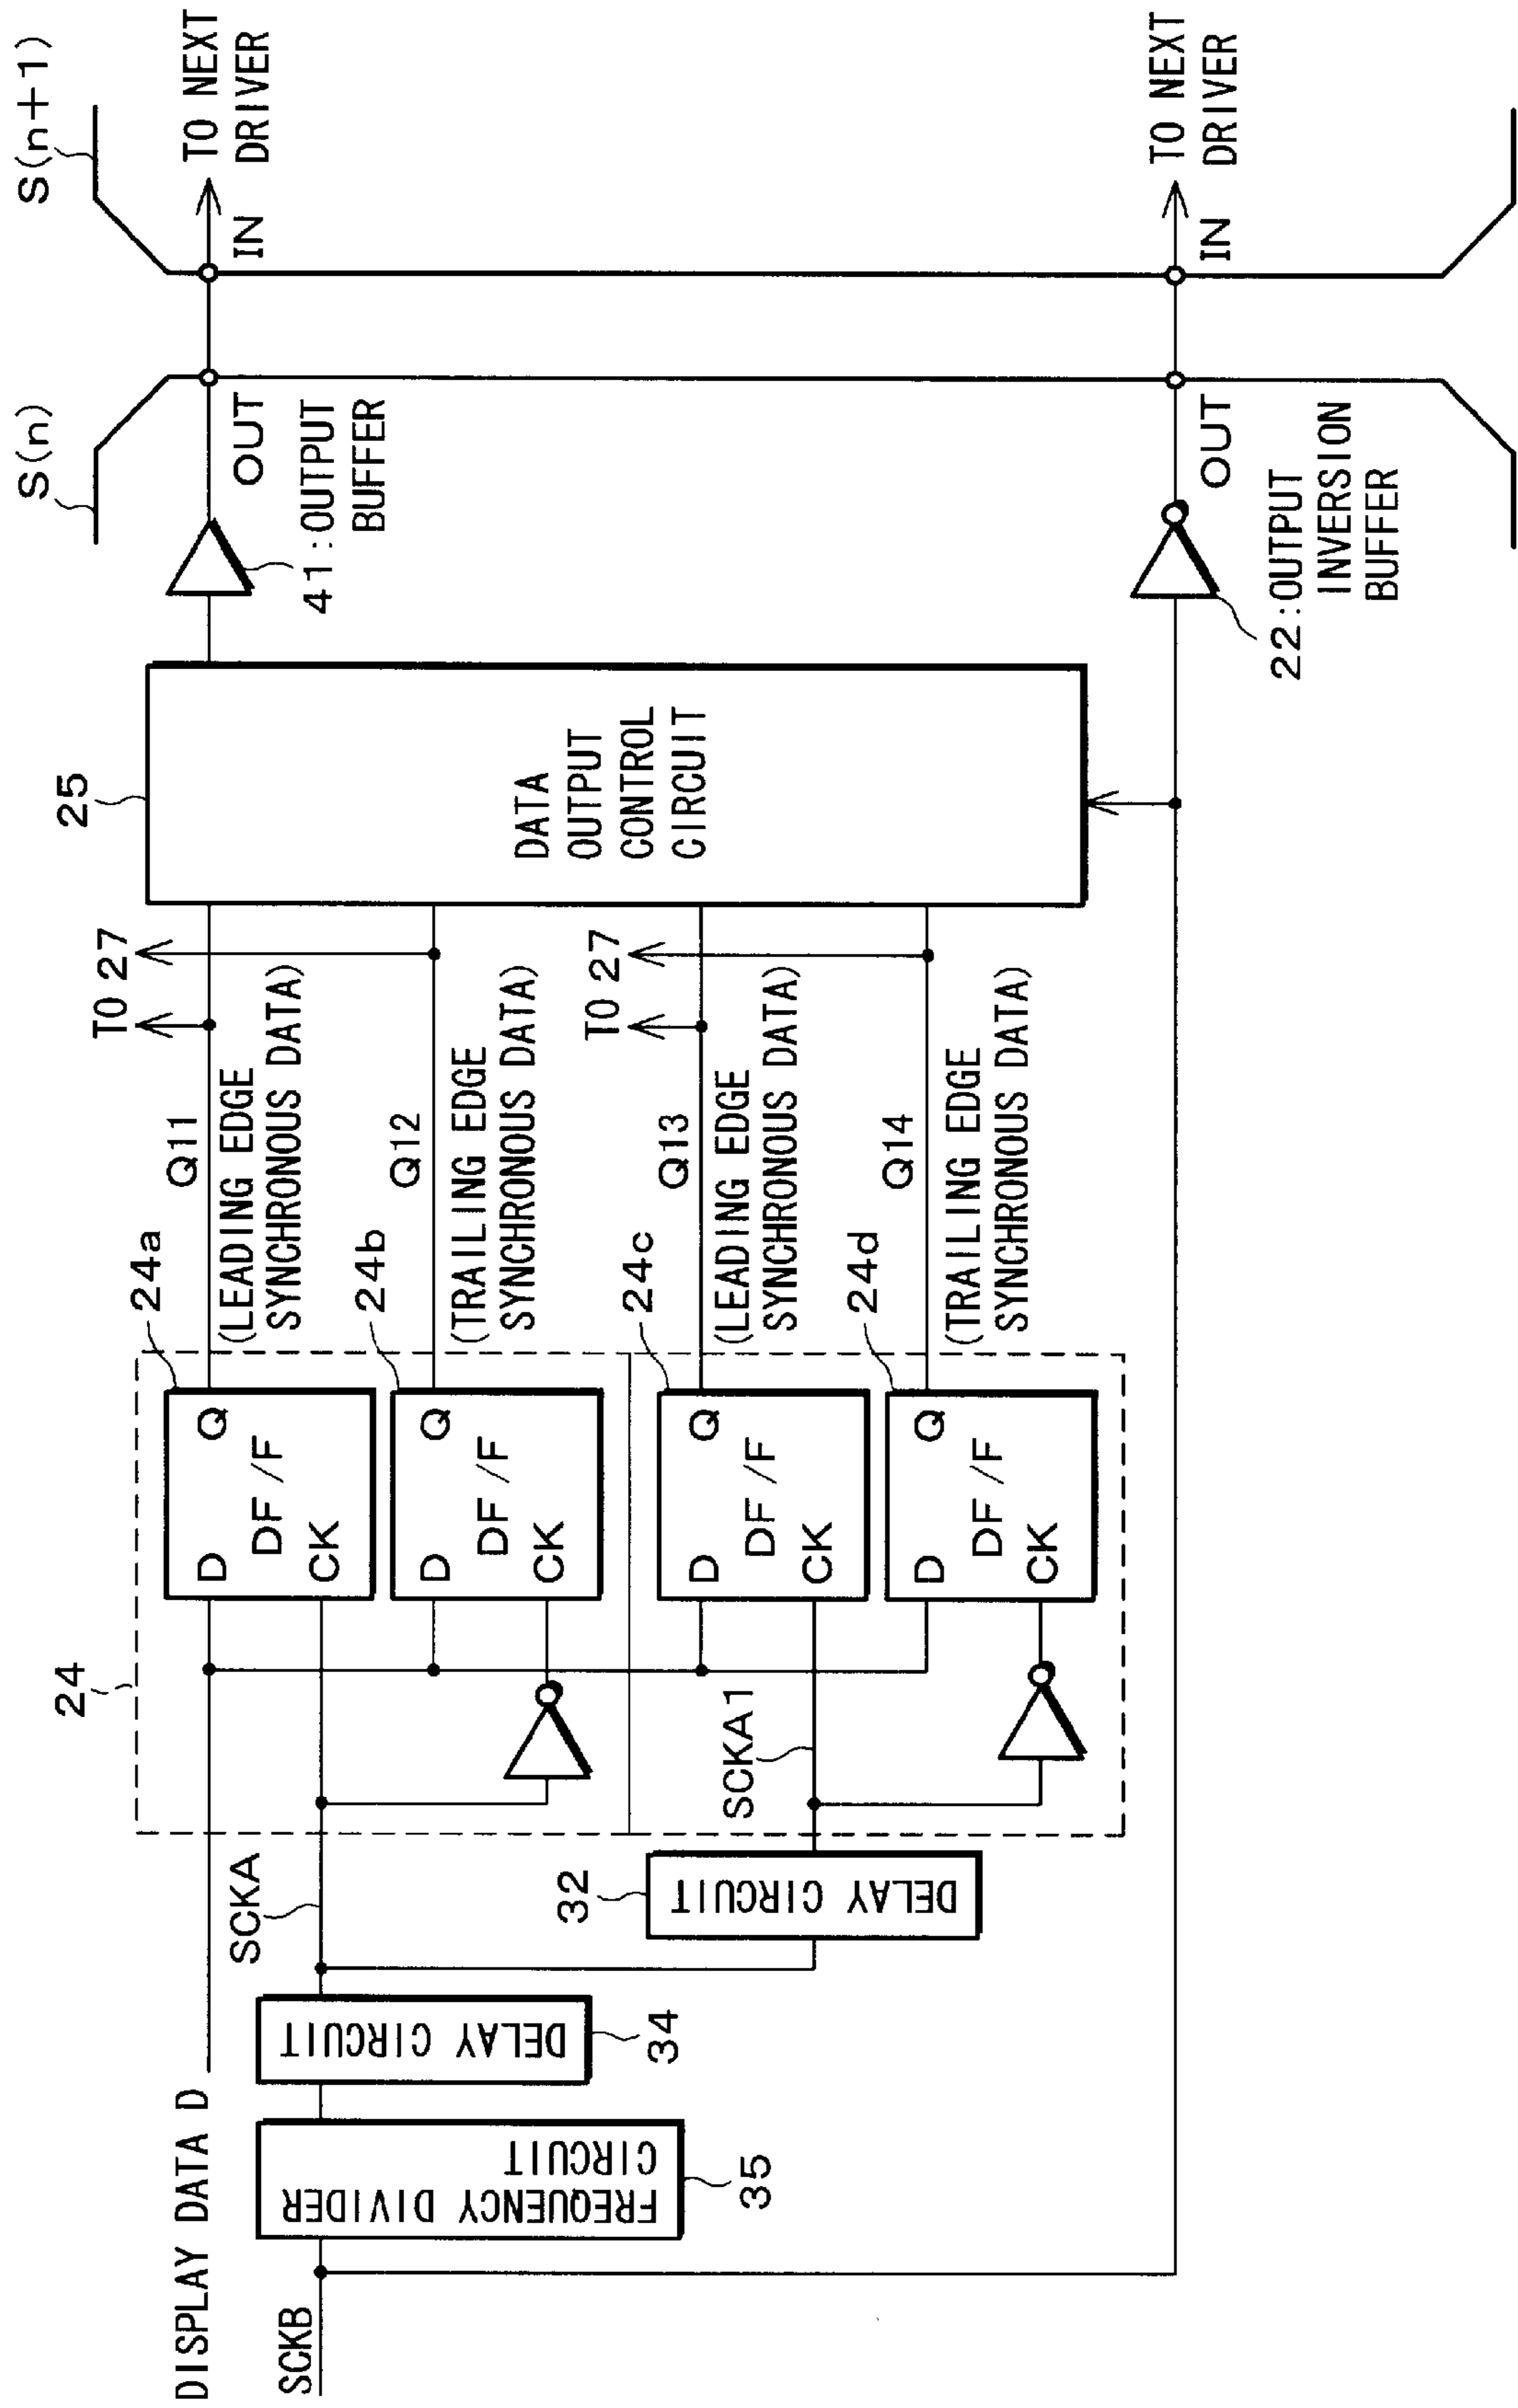 S(n)
S(n+1)
24
24a
25
TO 27
DISPLAY DATA D
D Q
DF/F
CK
Q11
(LEADING EDGE
SYNCHRONOUS DATA)
OUT
IN
TO NEXT
DRIVER
41:OUTPUT
BUFFER
SCKB
35
FREQUENCY DIVIDER
CIRCUIT
34
DELAY CIRCUIT
SCKA
24b
D Q
DF/F
CK
Q12
(TRAILING EDGE
SYNCHRONOUS DATA)
DATA
OUTPUT
CONTROL
CIRCUIT
32
DELAY CIRCUIT
SCKA1
24c
TO 27
D Q
DF/F
CK
Q13
(LEADING EDGE
SYNCHRONOUS DATA)
24d
D Q
DF/F
CK
Q14
(TRAILING EDGE
SYNCHRONOUS DATA)
OUT
IN
TO NEXT
DRIVER
22:OUTPUT
INVERSION
BUFFER